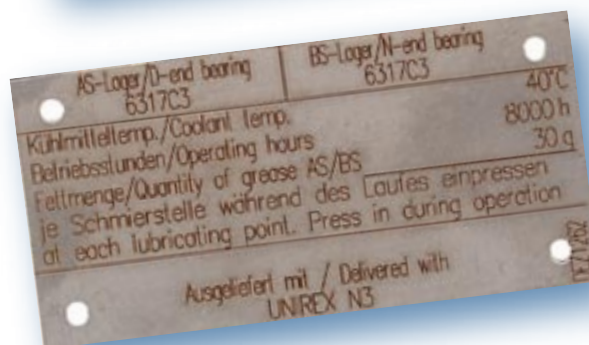 AS-Lager/D-end bearing
6317C3
BS-Lager/N-end bearing
6317C3
Kühlmitteltemp./Coolant temp. 40°C
Betriebsstunden/Operating hours 8000 h
Fettmenge/Quantity of grease AS/BS 30 g
je Schmierstelle während des Laufes einpressen
at each lubricating point. Press in during operation
Ausgeliefert mit / Delivered with
UNIREX N3